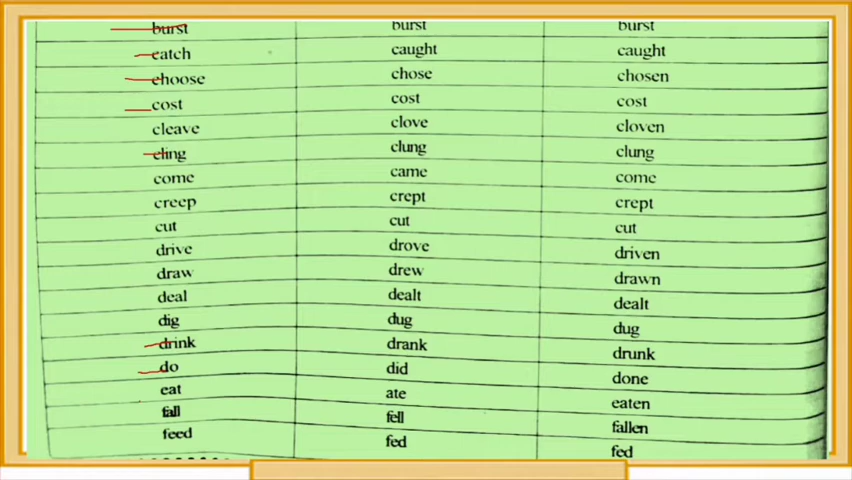 burst burst burst
catch caught caught
choose chose chosen
cost cost cost
cleave clove cloven
cling clung clung
come came come
creep crept crept
cut cut cut
drive drove driven
draw drew drawn
deal dealt dealt
dig dug dug
drink drank drunk
do did done
eat ate eaten
fall fell fallen
feed fed fed